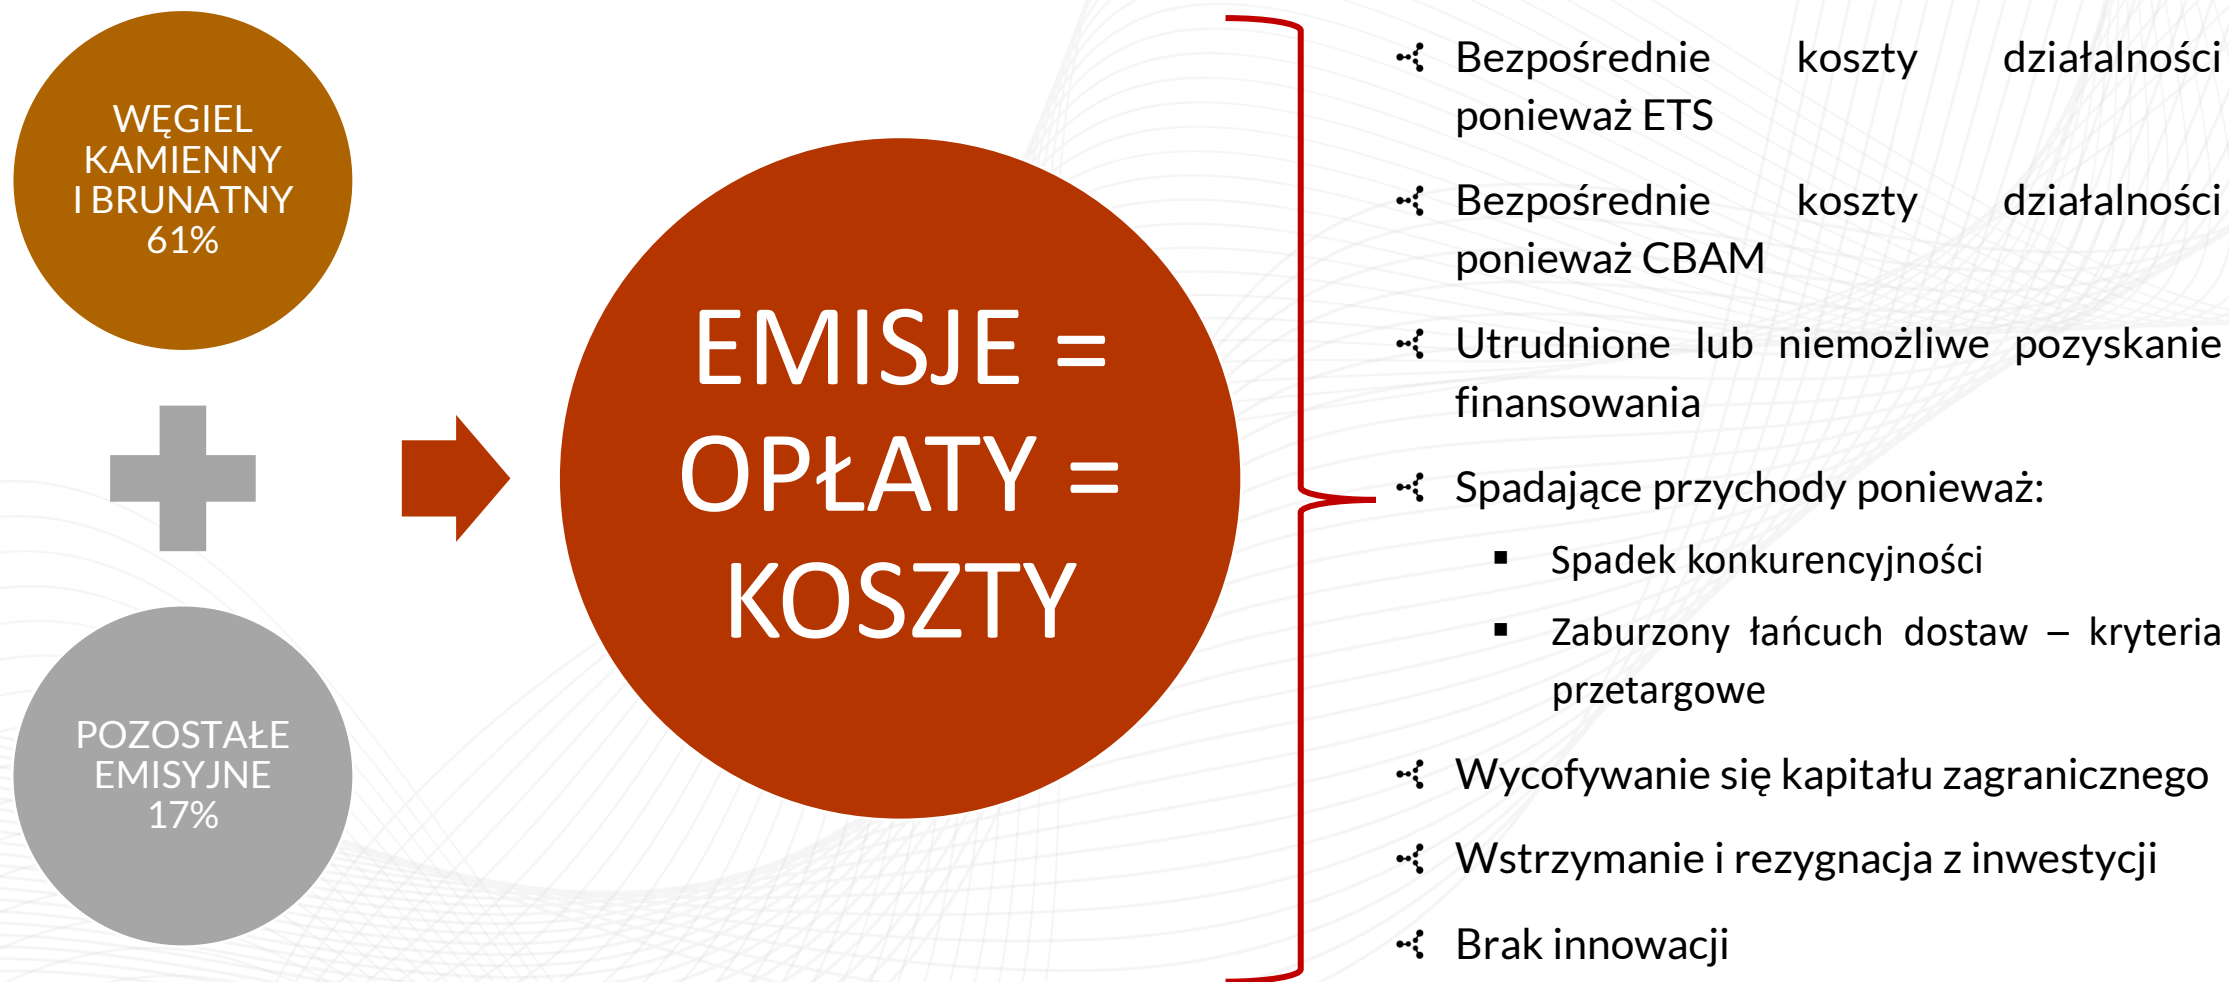 WĘGIEL
KAMIENNY
I BRUNATNY
61%
POZOSTAŁE
EMISYJNE
17%
EMISJE =
OPŁATY =
KOSZTY
Bezpośrednie koszty działalności
ponieważ ETS
Bezpośrednie koszty działalności
ponieważ CBAM
Utrudnione lub niemożliwe pozyskanie
finansowania
Spadające przychody ponieważ:
Spadek konkurencyjności
Zaburzony łańcuch dostaw – kryteria
przetargowe
Wycofywanie się kapitału zagranicznego
Wstrzymanie i rezygnacja z inwestycji
Brak innowacji